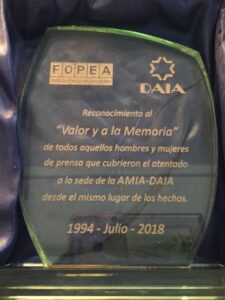 FOPEA
DAIA
Reconocimiento al
"Valor y a la Memoria"
de todos aquellos hombres y mujeres
de prensa que cubrieron el atentado
a la sede de la AMIA-DAIA
desde el mismo lugar de los hechos.
1994 - Julio - 2018